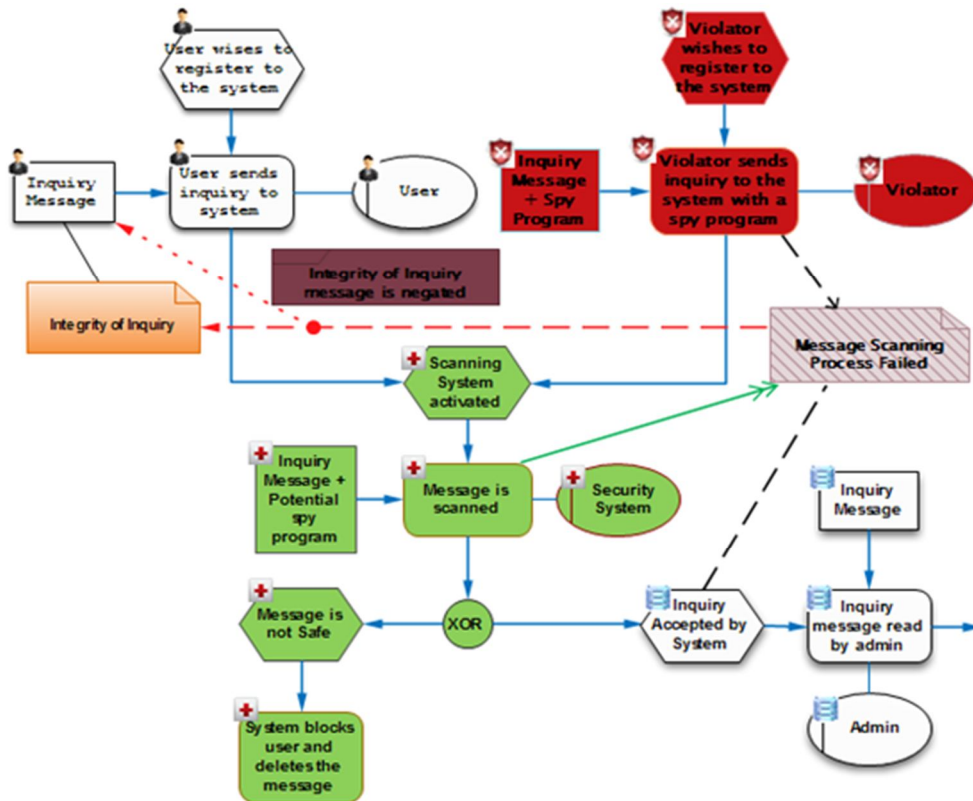 User wises to
register to
the system
Violator
wishes to
register to
the system
Inquiry
Message
User sends
inquiry to
system
User
Inquiry
Message
+ Spy
Program
Violator sends
inquiry to the
system with a
spy program
Violator
Integrity of Inquiry
message is negated
Integrity of Inquiry
Message Scanning
Process Failed
Scanning
System
activated
Inquiry
Message +
Potential
spy
program
Message is
scanned
Security
System
Inquiry
Message
Message is
not Safe
XOR
Inquiry
Accepted by
System
Inquiry
message read
by admin
System blocks
user and
deletes the
message
Admin